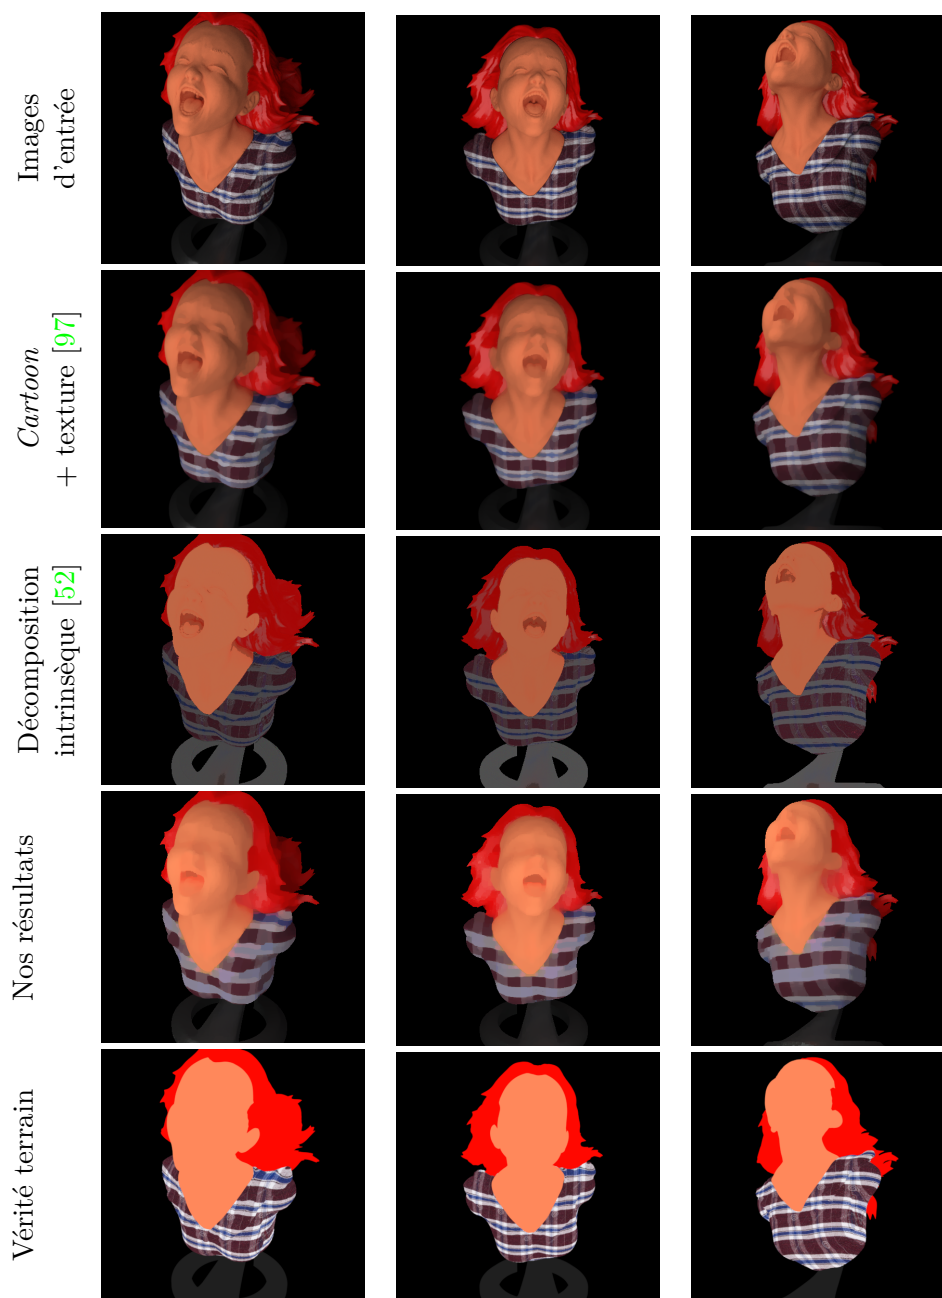 Images
d'entrée
Cartoon
+ texture [97]
Décomposition
intrinsèque [52]
Nos résultats
Vérité terrain